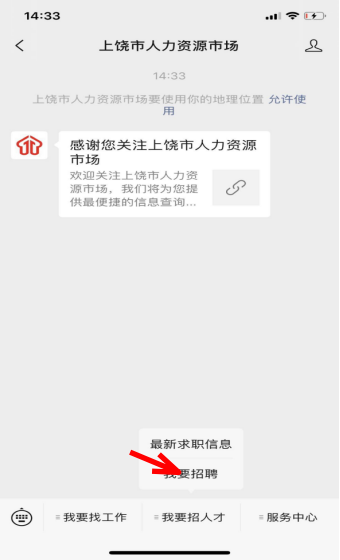 14:33
上饶市人力资源市场
14:33
上饶市人力资源市场要使用你的地理位置 允许使
用
感谢您关注上饶市人力资源
市场
欢迎关注上饶市人力资
源市场，我们将为您提
供最便捷的信息查询...
最新求职信息
我要招聘
≡我要找工作 ≡我要招人才 ≡服务中心